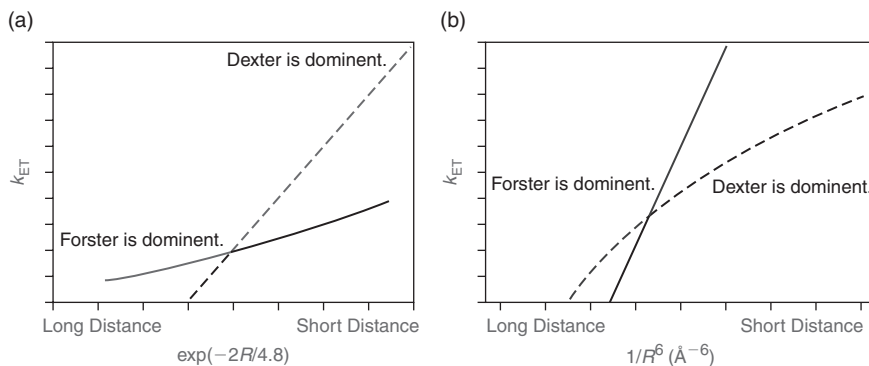 (a)
Dexter is dominent.
k_ET
Forster is dominent.
Long Distance Short Distance
exp(−2R/4.8)
(b)
k_ET
Forster is dominent.
Dexter is dominent.
Long Distance Short Distance
1/R⁶ (Å⁻⁶)